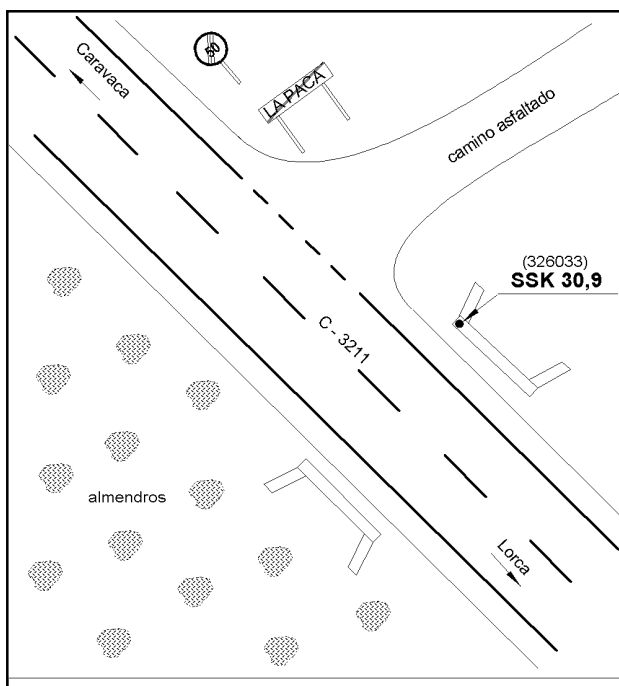 50
Caravaca
LA PACA
camino asfaltado
(326033)
SSK 30,9
C - 3211
almendros
Lorca